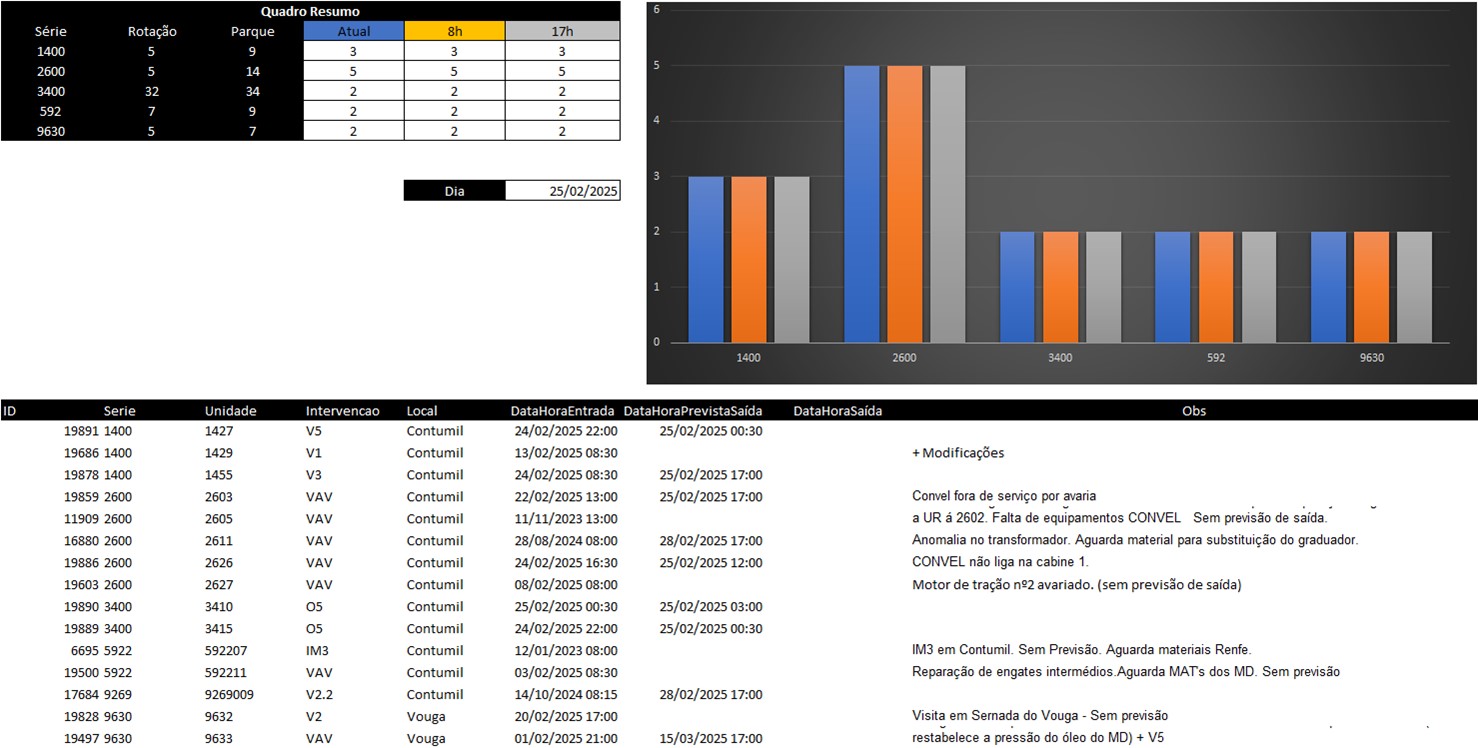 Quadro Resumo
Série Rotação Parque Atual 8h 17h
1400 5 9 3 3 3
2600 5 14 5 5 5
3400 32 34 2 2 2
592 7 9 2 2 2
9630 5 7 2 2 2
Dia 25/02/2025
6
5
4
3
2
1
0
1400 2600 3400 592 9630
ID Serie Unidade Intervencao Local DataHoraEntrada DataHoraPrevistaSaída DataHoraSaída Obs
19891 1400 1427 V5 Contumil 24/02/2025 22:00 25/02/2025 00:30
19686 1400 1429 V1 Contumil 13/02/2025 08:30 + Modificações
19878 1400 1455 V3 Contumil 24/02/2025 08:30 25/02/2025 17:00
19859 2600 2603 VAV Contumil 22/02/2025 13:00 25/02/2025 17:00 Convel fora de serviço por avaria
11909 2600 2605 VAV Contumil 11/11/2023 13:00 a UR á 2602. Falta de equipamentos CONVEL Sem previsão de saída.
16880 2600 2611 VAV Contumil 28/08/2024 08:00 28/02/2025 17:00 Anomalia no transformador. Aguarda material para substituição do graduador.
19886 2600 2626 VAV Contumil 24/02/2025 16:30 25/02/2025 12:00 CONVEL não liga na cabine 1.
19603 2600 2627 VAV Contumil 08/02/2025 08:00 Motor de tração nº2 avariado. (sem previsão de saída)
19890 3400 3410 O5 Contumil 25/02/2025 00:30 25/02/2025 03:00
19889 3400 3415 O5 Contumil 24/02/2025 22:00 25/02/2025 00:30
6695 5922 592207 IM3 Contumil 12/01/2023 08:00 IM3 em Contumil. Sem Previsão. Aguarda materiais Renfe.
19500 5922 592211 VAV Contumil 03/02/2025 08:30 Reparação de engates intermédios.Aguarda MAT's dos MD. Sem previsão
17684 9269 9269009 V2.2 Contumil 14/10/2024 08:15 28/02/2025 17:00
19828 9630 9632 V2 Vouga 20/02/2025 17:00 Visita em Sernada do Vouga - Sem previsão
19497 9630 9633 VAV Vouga 01/02/2025 21:00 15/03/2025 17:00 restabelece a pressão do óleo do MD) + V5